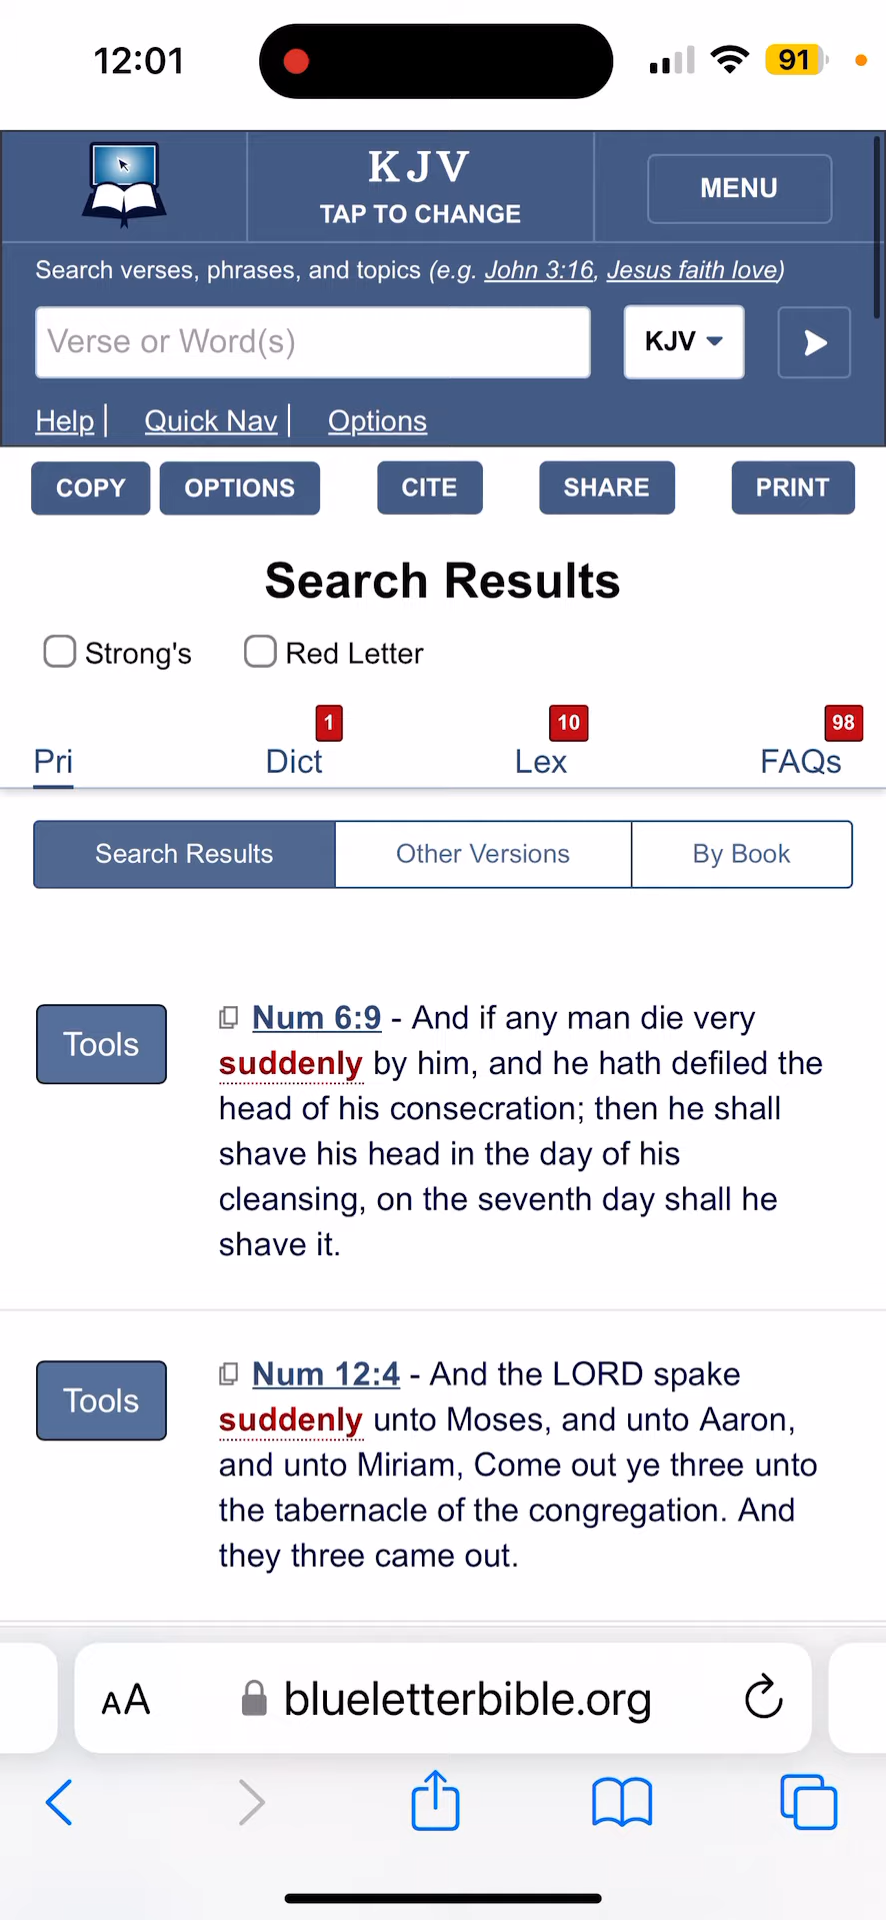 12:01
91
KJV
TAP TO CHANGE
MENU
Search verses, phrases, and topics (e.g. John 3:16, Jesus faith love)
Verse or Word(s)
KJV
Help | Quick Nav | Options
COPY OPTIONS CITE SHARE PRINT
Search Results
Strong's Red Letter
1 10 98
Pri Dict Lex FAQs
Search Results Other Versions By Book
Tools
Num 6:9 - And if any man die very
suddenly by him, and he hath defiled the
head of his consecration; then he shall
shave his head in the day of his
cleansing, on the seventh day shall he
shave it.
Tools
Num 12:4 - And the LORD spake
suddenly unto Moses, and unto Aaron,
and unto Miriam, Come out ye three unto
the tabernacle of the congregation. And
they three came out.
AA blueletterbible.org